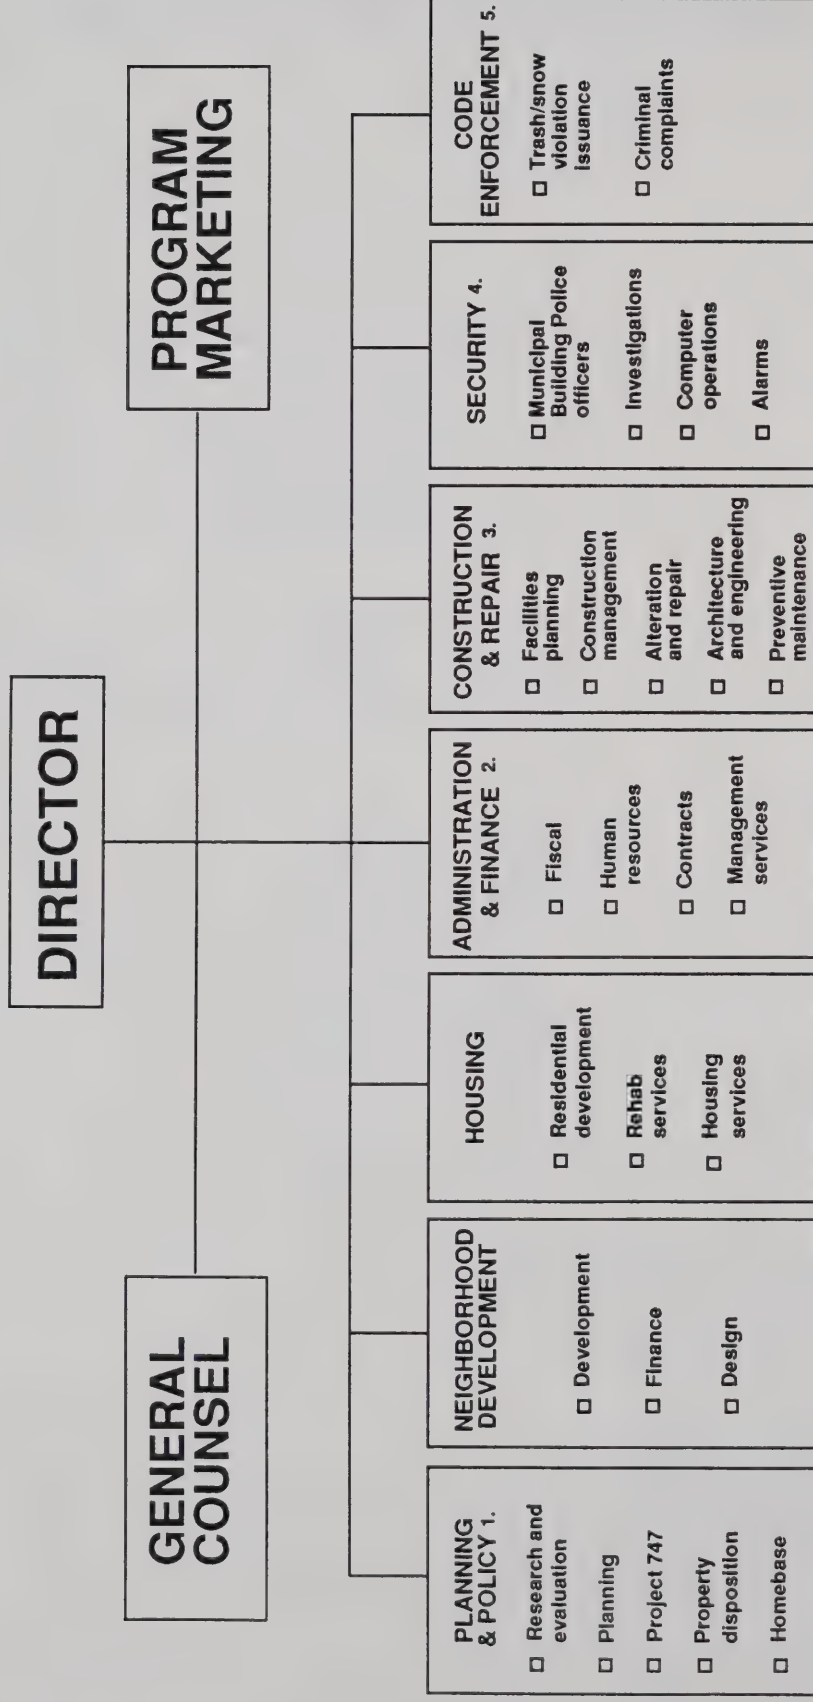 DIRECTOR
GENERAL
COUNSEL
PROGRAM
MARKETING
PLANNING
& POLICY 1.
☐ Research and
evaluation
☐ Planning
☐ Project 747
☐ Property
disposition
☐ Homebase
NEIGHBORHOOD
DEVELOPMENT
☐ Development
☐ Finance
☐ Design
HOUSING
☐ Residential
development
☐ Rehab
services
☐ Housing
services
ADMINISTRATION
& FINANCE 2.
☐ Fiscal
☐ Human
resources
☐ Contracts
☐ Management
services
CONSTRUCTION
& REPAIR 3.
☐ Facilities
planning
☐ Construction
management
☐ Alteration
and repair
☐ Architecture
and engineering
☐ Preventive
maintenance
SECURITY 4.
☐ Municipal
Building Police
officers
☐ Investigations
☐ Computer
operations
☐ Alarms
CODE
ENFORCEMENT 5.
☐ Trash/snow
violation
issuance
☐ Criminal
complaints